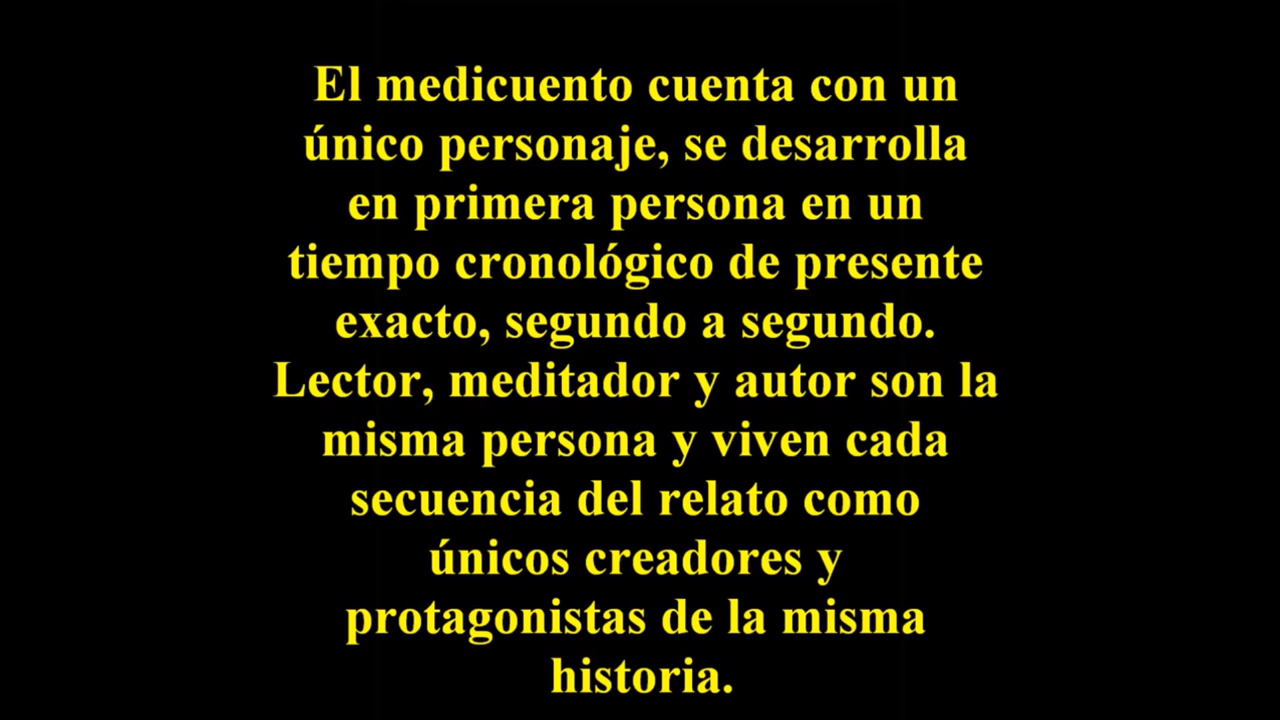 El medicuento cuenta con un
único personaje, se desarrolla
en primera persona en un
tiempo cronológico de presente
exacto, segundo a segundo.
Lector, meditador y autor son la
misma persona y viven cada
secuencia del relato como
únicos creadores y
protagonistas de la misma
historia.